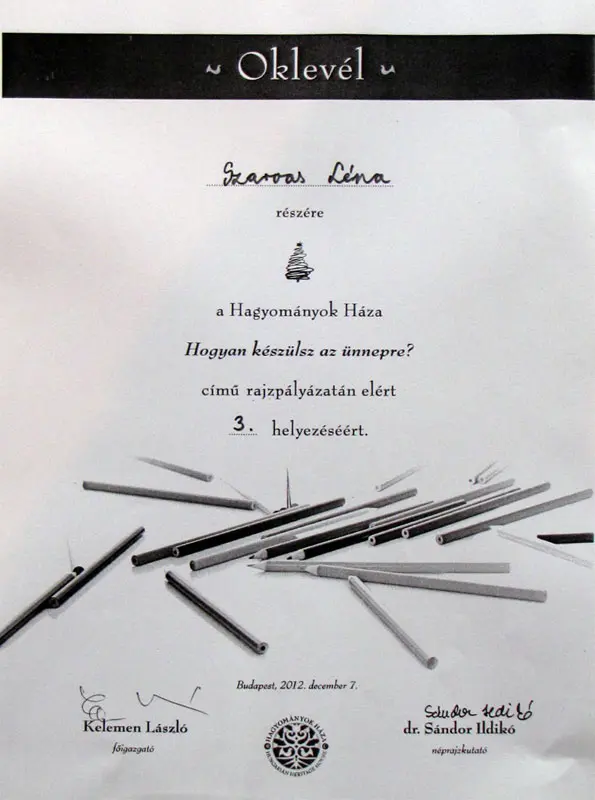 Oklevél
Szarvas Léna
részére
a Hagyományok Háza
Hogyan készülsz az ünnepre?
című rajzpályázatán elért
3. helyezéséért.
Budapest, 2012. december 7.
Sándor Ildikó
Kelemen László
dr. Sándor Ildikó
főigazgató
néprajzkutató
HAGYOMÁNYOK HÁZA
HUNGARIAN HERITAGE HOUSE